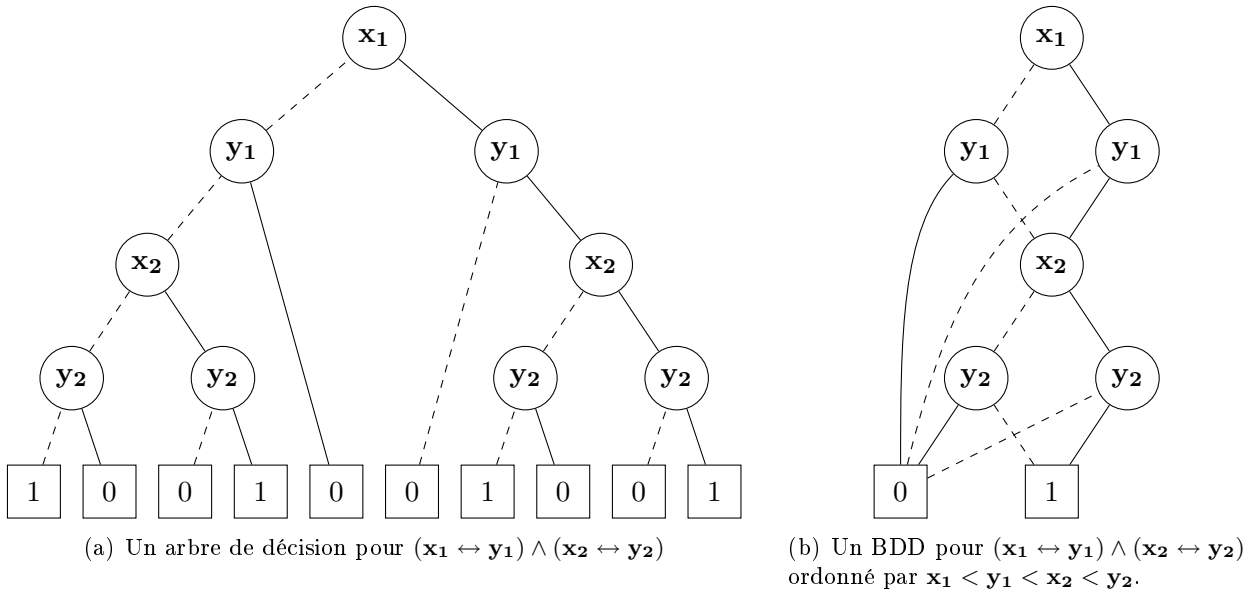 x₁ x₁
y₁ y₁ y₁ y₁
x₂ x₂ x₂
y₂ y₂ y₂ y₂ y₂ y₂
1 0 0 1 0 0 1 0 0 1 0 1
(a) Un arbre de décision pour (x₁ ↔ y₁) ∧ (x₂ ↔ y₂)
(b) Un BDD pour (x₁ ↔ y₁) ∧ (x₂ ↔ y₂)
ordonné par x₁ < y₁ < x₂ < y₂.